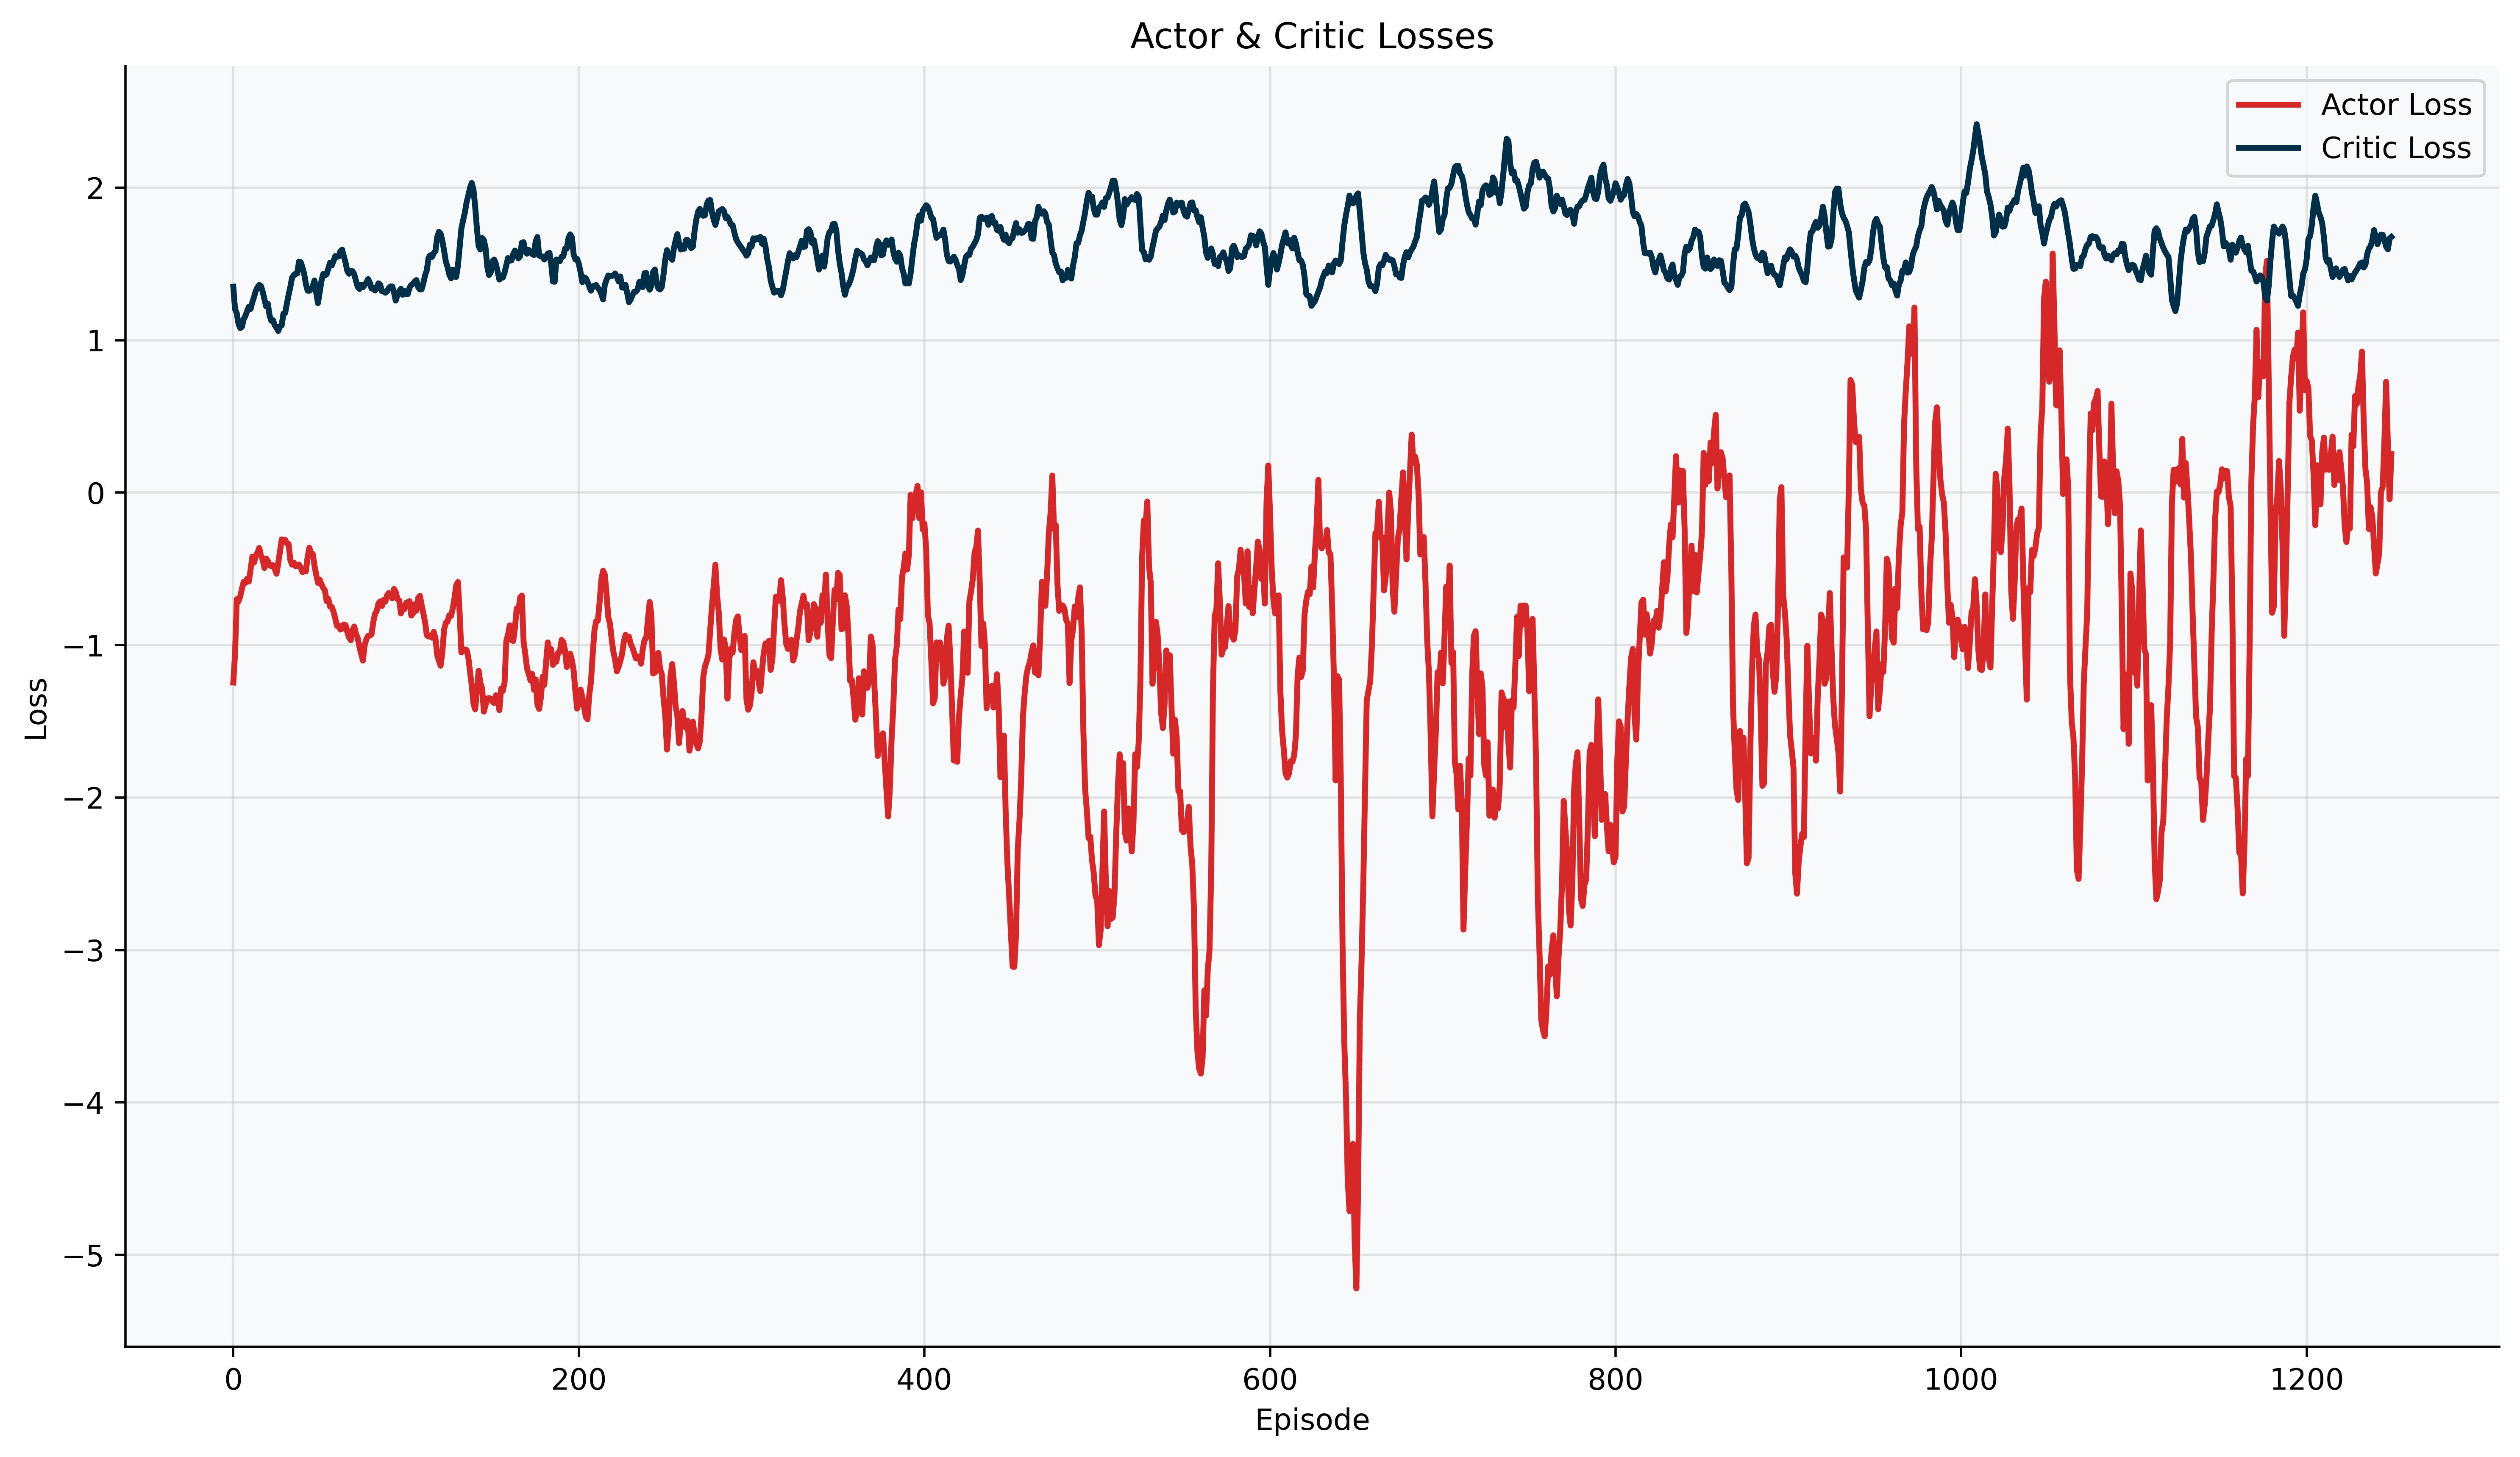 Actor & Critic Losses
Actor Loss
Critic Loss
Loss
2
1
0
−1
−2
−3
−4
−5
0 200 400 600 800 1000 1200
Episode